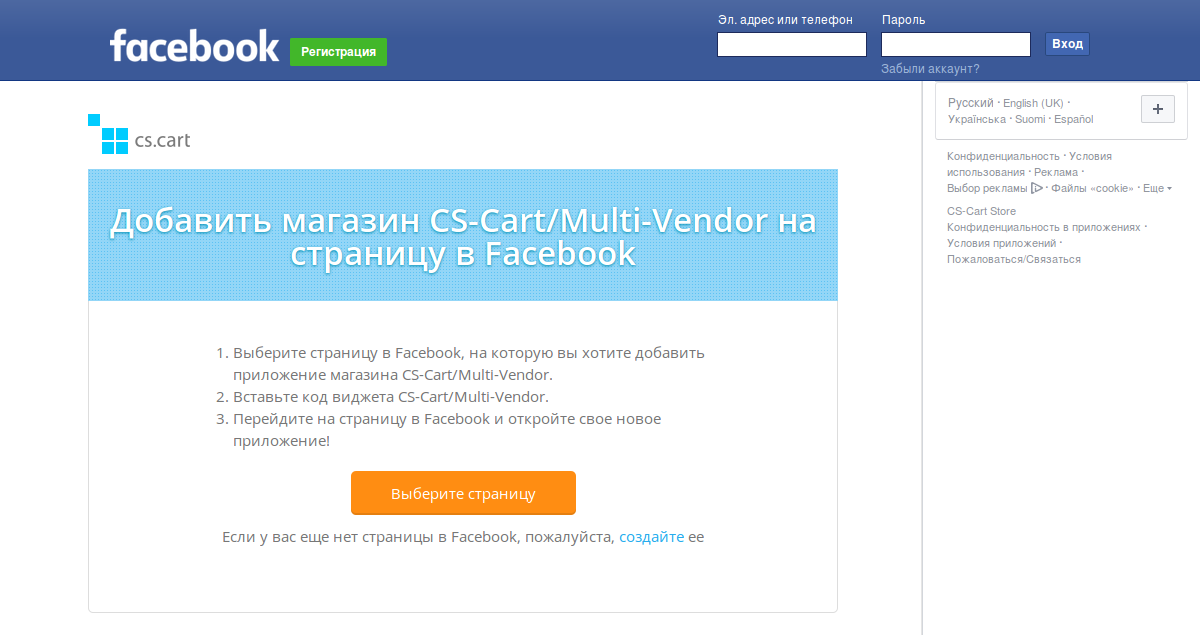 facebook
Регистрация
Эл. адрес или телефон
Пароль
Вход
Забыли аккаунт?
cs.cart
Добавить магазин CS-Cart/Multi-Vendor на
страницу в Facebook
1. Выберите страницу в Facebook, на которую вы хотите добавить
приложение магазина CS-Cart/Multi-Vendor.
2. Вставьте код виджета CS-Cart/Multi-Vendor.
3. Перейдите на страницу в Facebook и откройте свое новое
приложение!
Выберите страницу
Если у вас еще нет страницы в Facebook, пожалуйста, создайте ее
Русский · English (UK) ·
Українська · Suomi · Español
+
Конфиденциальность · Условия
использования · Реклама ·
Выбор рекламы · Файлы «cookie» · Еще
CS-Cart Store
Конфиденциальность в приложениях ·
Условия приложений ·
Пожаловаться/Связаться